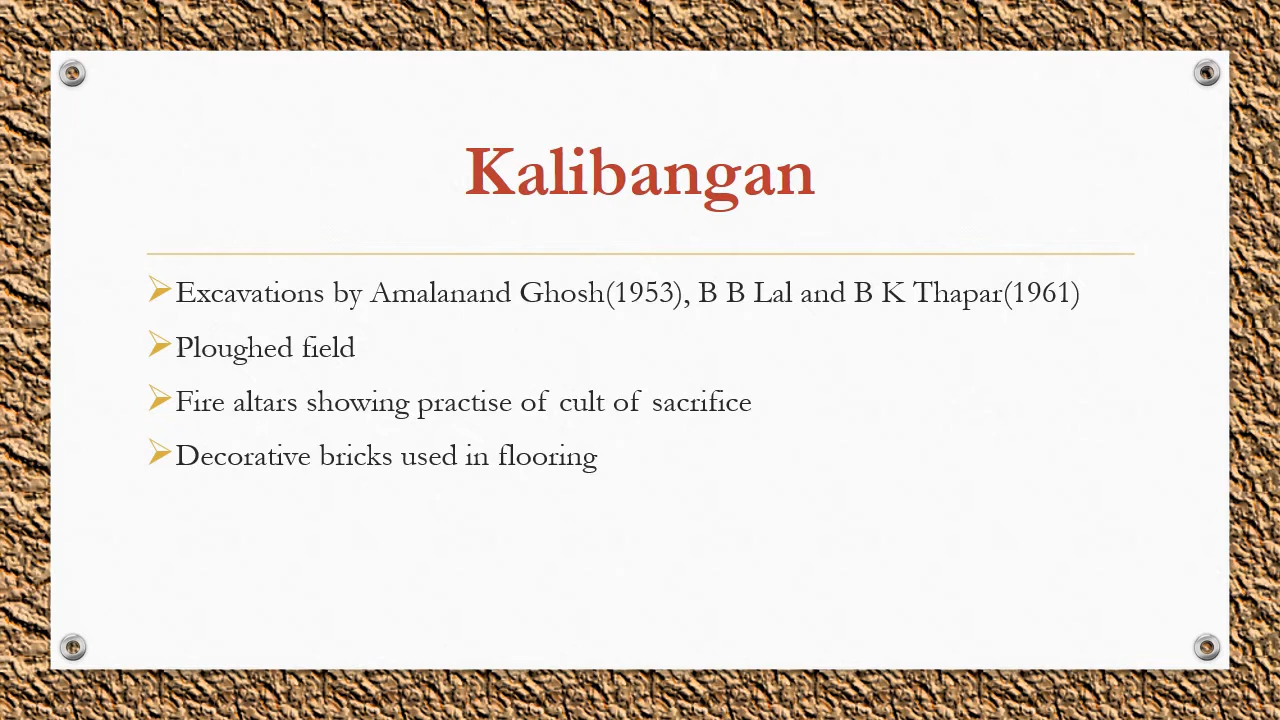 Kalibangan
Excavations by Amalanand Ghosh(1953), B B Lal and B K Thapar(1961)
Ploughed field
Fire altars showing practise of cult of sacrifice
Decorative bricks used in flooring